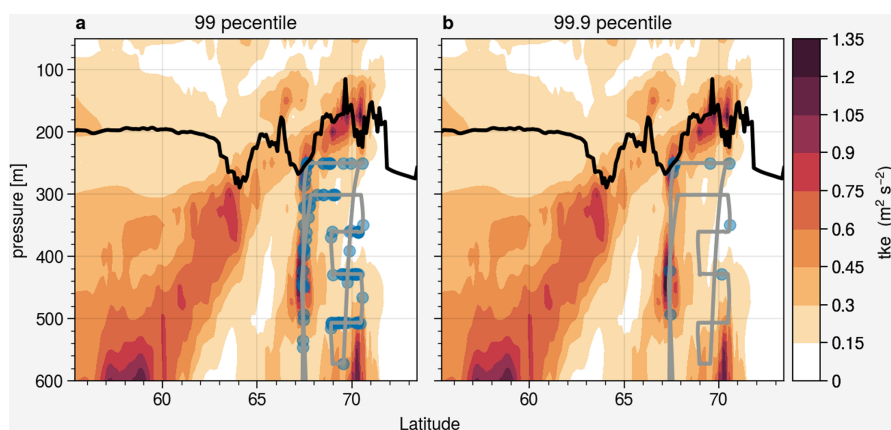 a 99 pecentile
b 99.9 pecentile
100
200
300
400
500
600
pressure [m]
60 65 70
60 65 70
Latitude
1.35
1.2
1.05
0.9
0.75
0.6
0.45
0.3
0.15
0
tke (m² s⁻²)